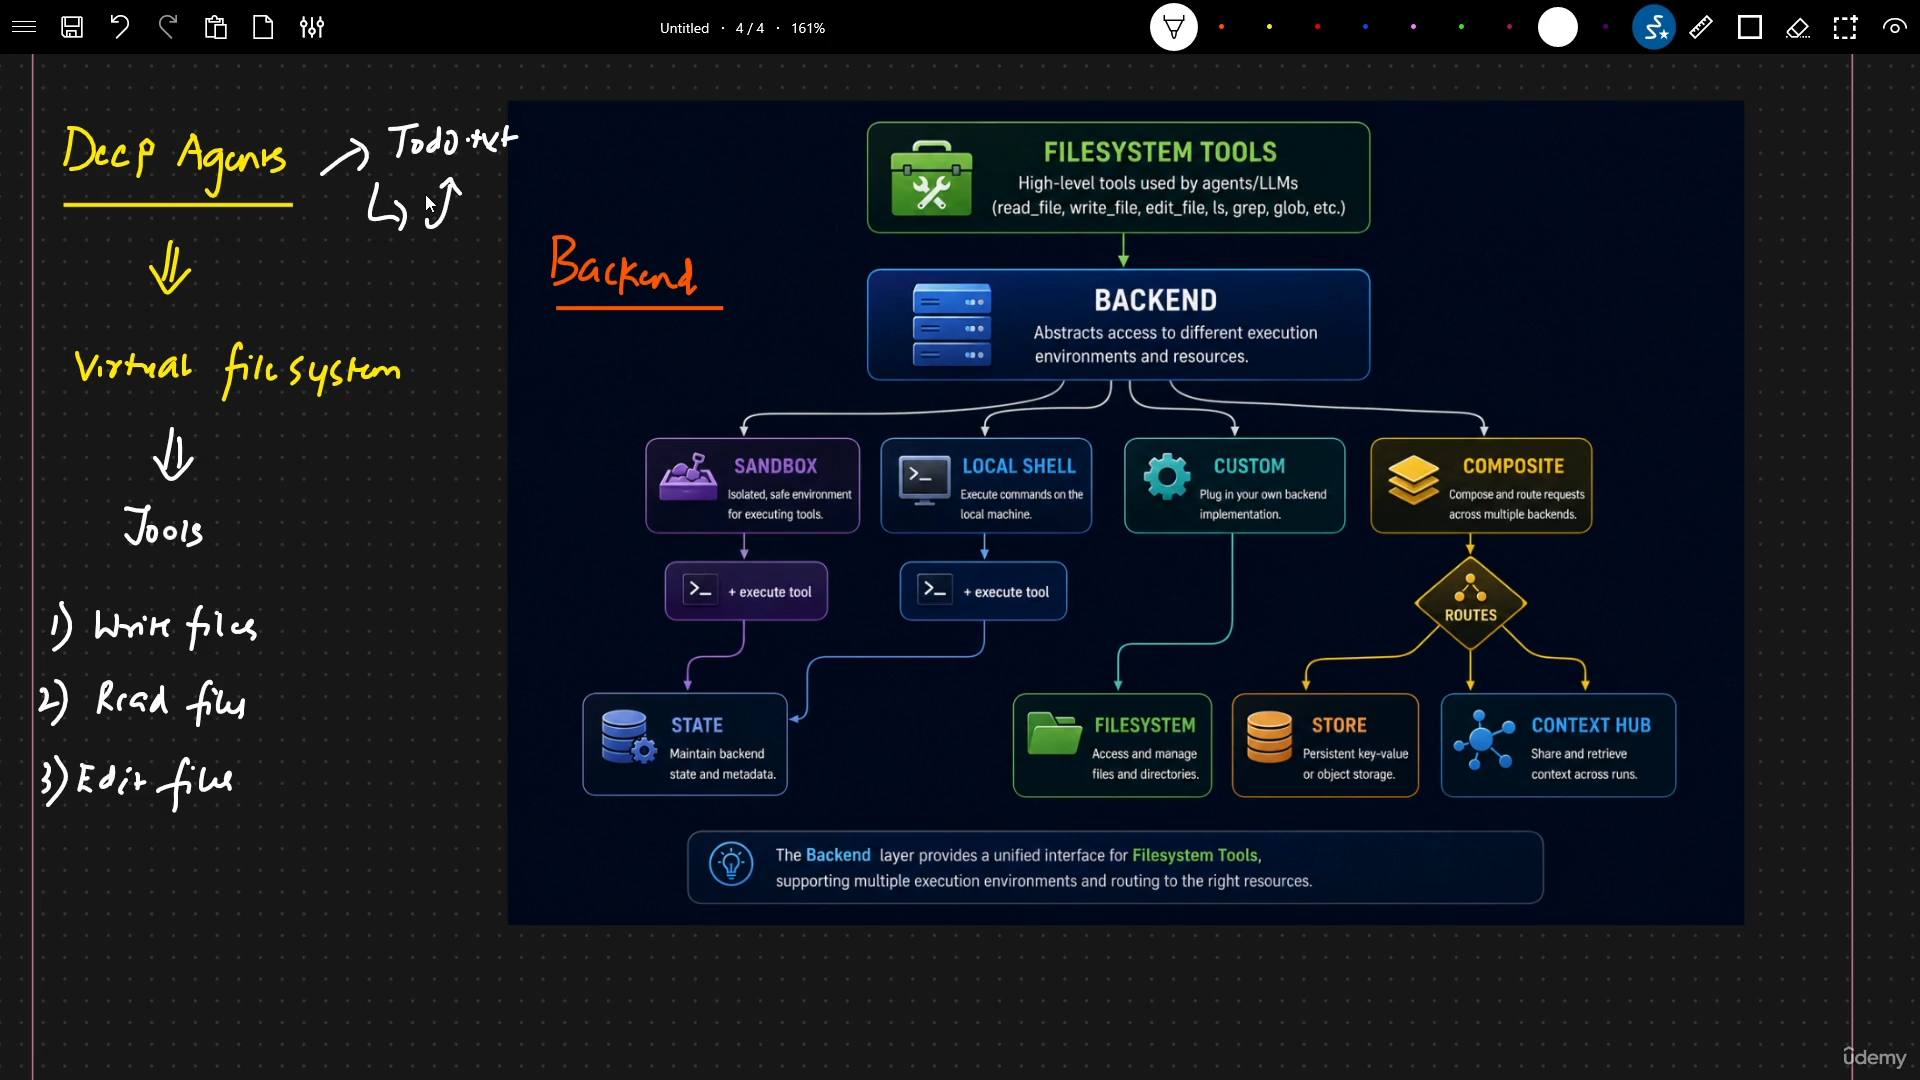 Untitled · 4 / 4 · 161%
Deep Agents
Todo.txt
Virtual filesystem
Tools
1) Write files
2) Read files
3) Edit files
Backend
FILESYSTEM TOOLS
High-level tools used by agents/LLMs
(read_file, write_file, edit_file, ls, grep, glob, etc.)
BACKEND
Abstracts access to different execution
environments and resources.
SANDBOX
Isolated, safe environment
for executing tools.
LOCAL SHELL
Execute commands on the
local machine.
CUSTOM
Plug in your own backend
implementation.
COMPOSITE
Compose and route requests
across multiple backends.
+ execute tool
+ execute tool
ROUTES
STATE
Maintain backend
state and metadata.
FILESYSTEM
Access and manage
files and directories.
STORE
Persistent key-value
or object storage.
CONTEXT HUB
Share and retrieve
context across runs.
The Backend layer provides a unified interface for Filesystem Tools,
supporting multiple execution environments and routing to the right resources.
ûdemy